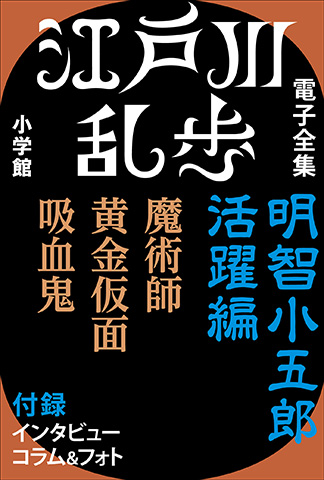 江戸川
乱歩
電子全集
小学館
明智小五郎
活躍編
魔術師
黄金仮面
吸血鬼
付録
インタビュー
コラム&フォト